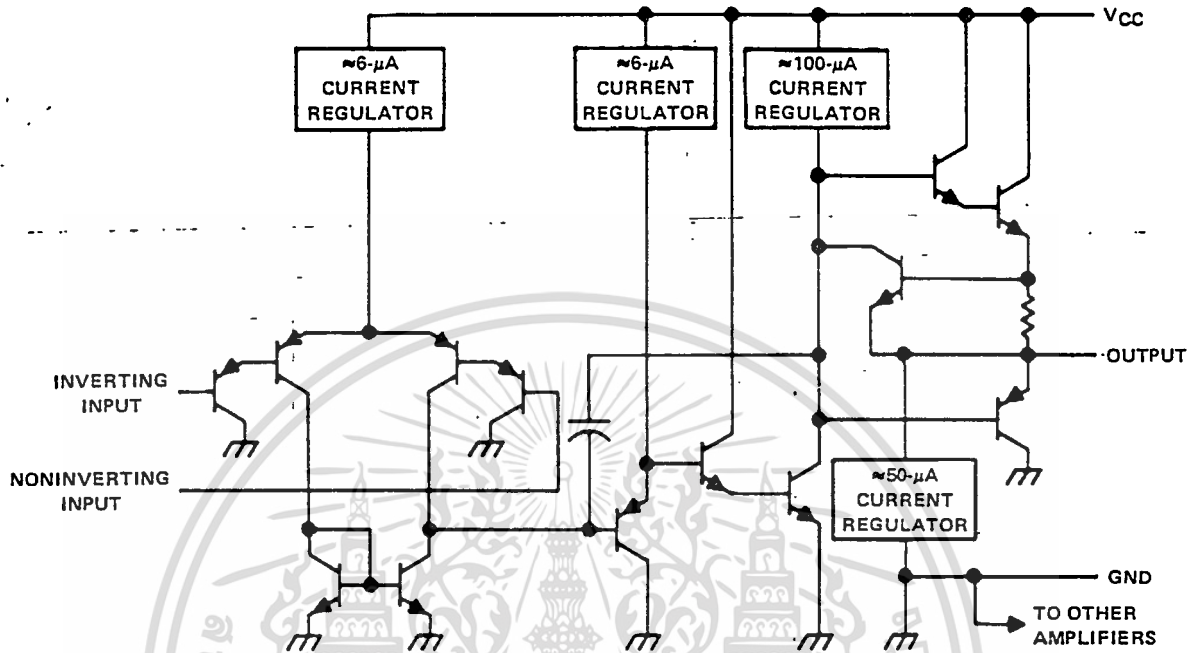 VCC
≈6-μA
CURRENT
REGULATOR
≈6-μA
CURRENT
REGULATOR
≈100-μA
CURRENT
REGULATOR
INVERTING
INPUT
NONINVERTING
INPUT
OUTPUT
≈50-μA
CURRENT
REGULATOR
GND
TO OTHER
AMPLIFIERS